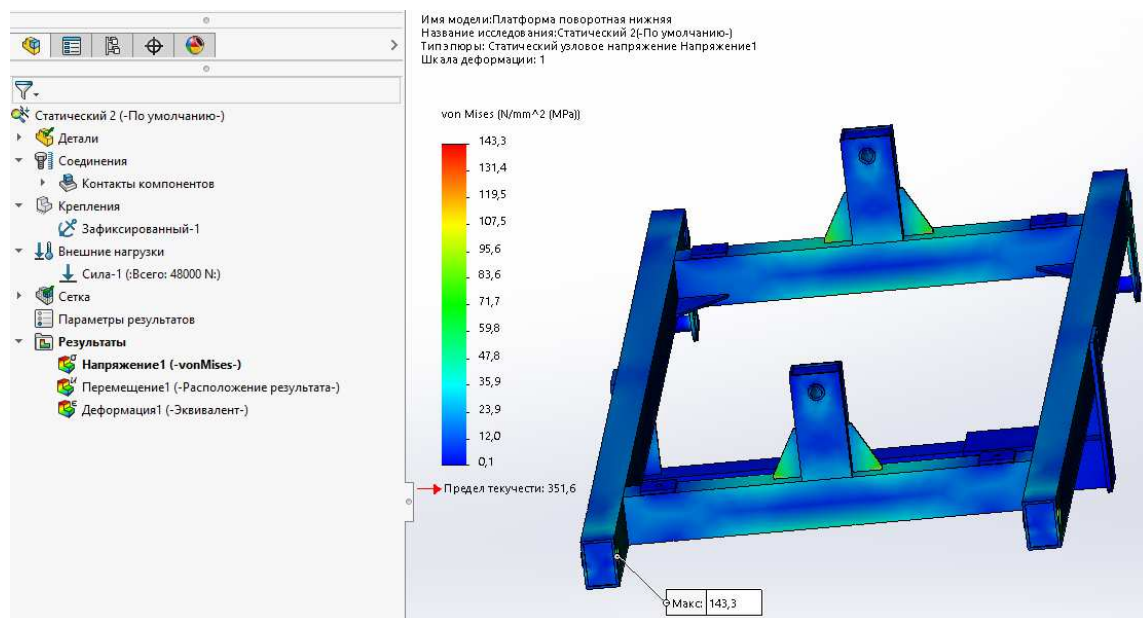 Имя модели:Платформа поворотная нижняя
Название исследования:Статический 2(-По умолчанию-)
Тип эпюры: Статический узловое напряжение Напряжение1
Шкала деформации: 1
Статический 2 (-По умолчанию-)
Детали
Соединения
Контакты компонентов
Крепления
Зафиксированный-1
Внешние нагрузки
Сила-1 (:Всего: 48000 N:)
Сетка
Параметры результатов
Результаты
Напряжение1 (-vonMises-)
Перемещение1 (-Расположение результата-)
Деформация1 (-Эквивалент-)
von Mises (N/mm^2 (MPa))
143,3
131,4
119,5
107,5
95,6
83,6
71,7
59,8
47,8
35,9
23,9
12,0
0,1
Предел текучести: 351,6
Макс: 143,3